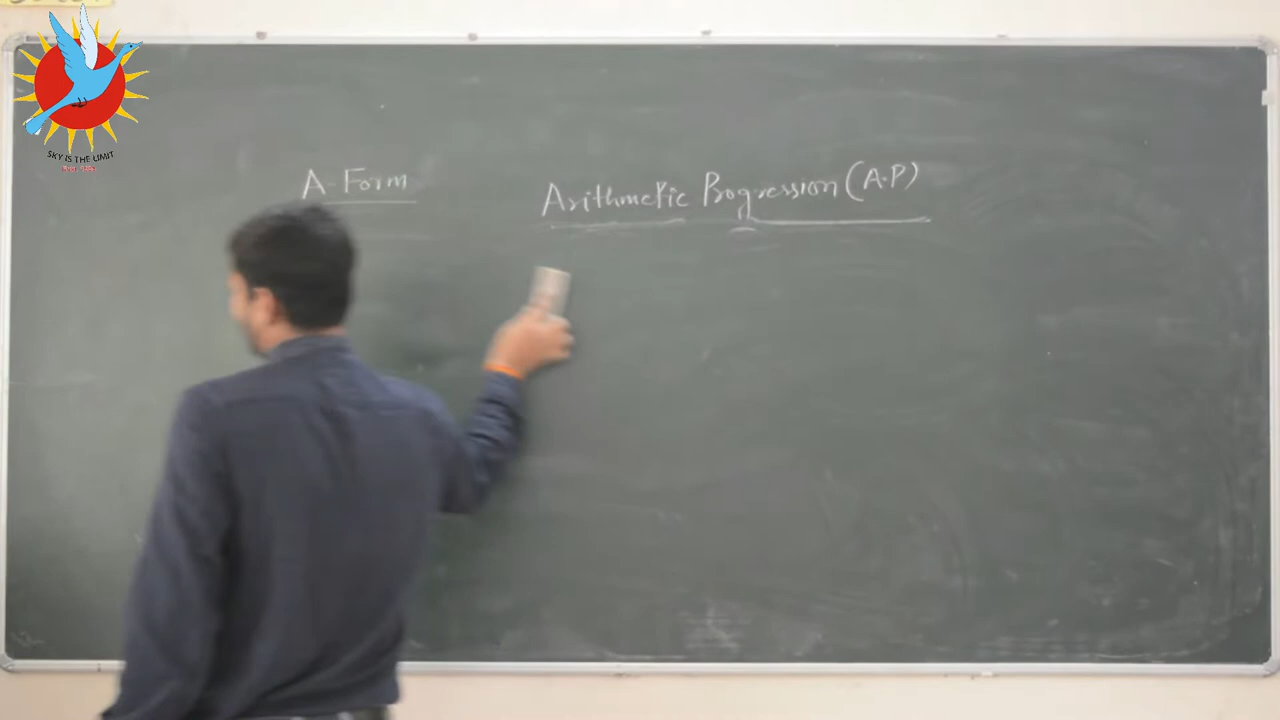 SKY IS THE LIMIT
A-Form
Arithmetic Progression (A.P)